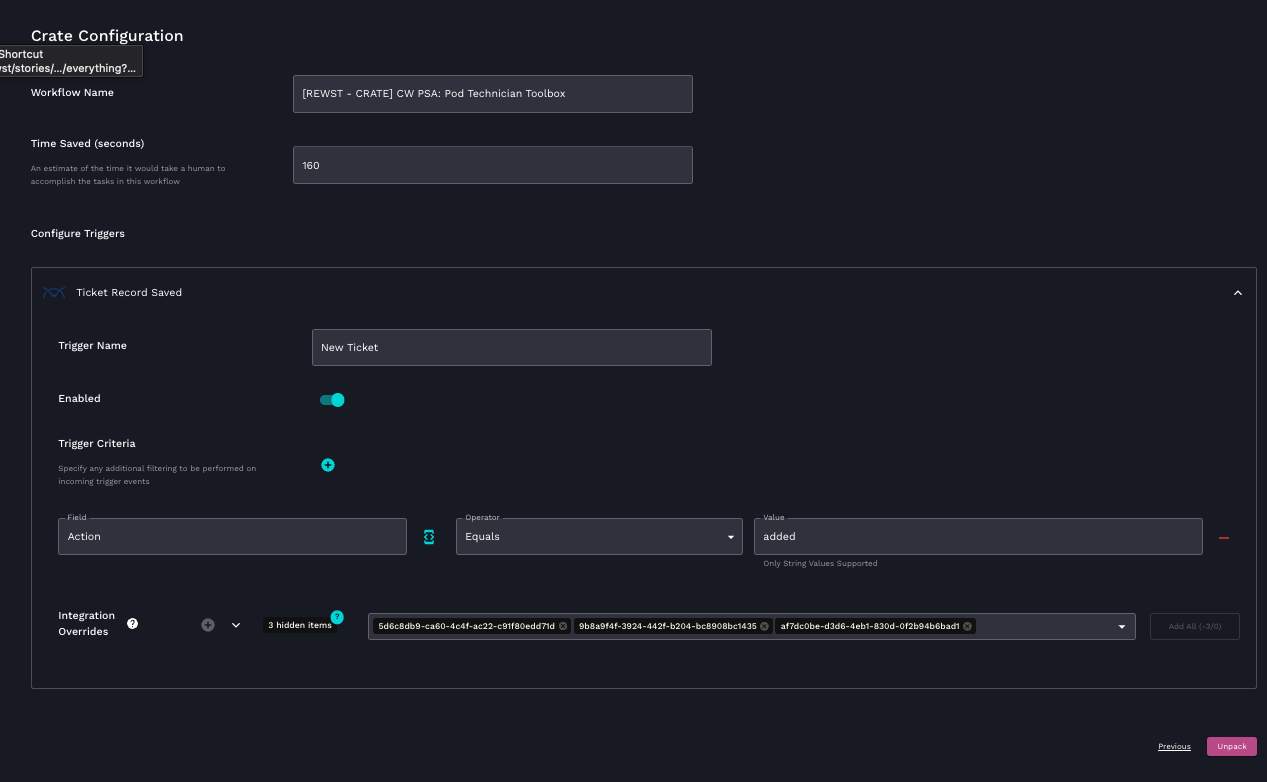 Crate Configuration
Shortcut
/st/stories/.../everything?...
Workflow Name
[REWST - CRATE] CW PSA: Pod Technician Toolbox
Time Saved (seconds)
An estimate of the time it would take a human to
accomplish the tasks in this workflow
160
Configure Triggers
Ticket Record Saved
Trigger Name
New Ticket
Enabled
Trigger Criteria
Specify any additional filtering to be performed on
incoming trigger events
Field
Action
Operator
Equals
Value
added
Only String Values Supported
Integration
Overrides
?
3 hidden items
?
5d6c8db9-ca60-4c4f-ac22-c91f80edd71d
9b8a9f4f-3924-442f-b204-bc8908bc1435
af7dc0be-d3d6-4eb1-830d-0f2b94b6bad1
Add All (-3/0)
Previous
Unpack